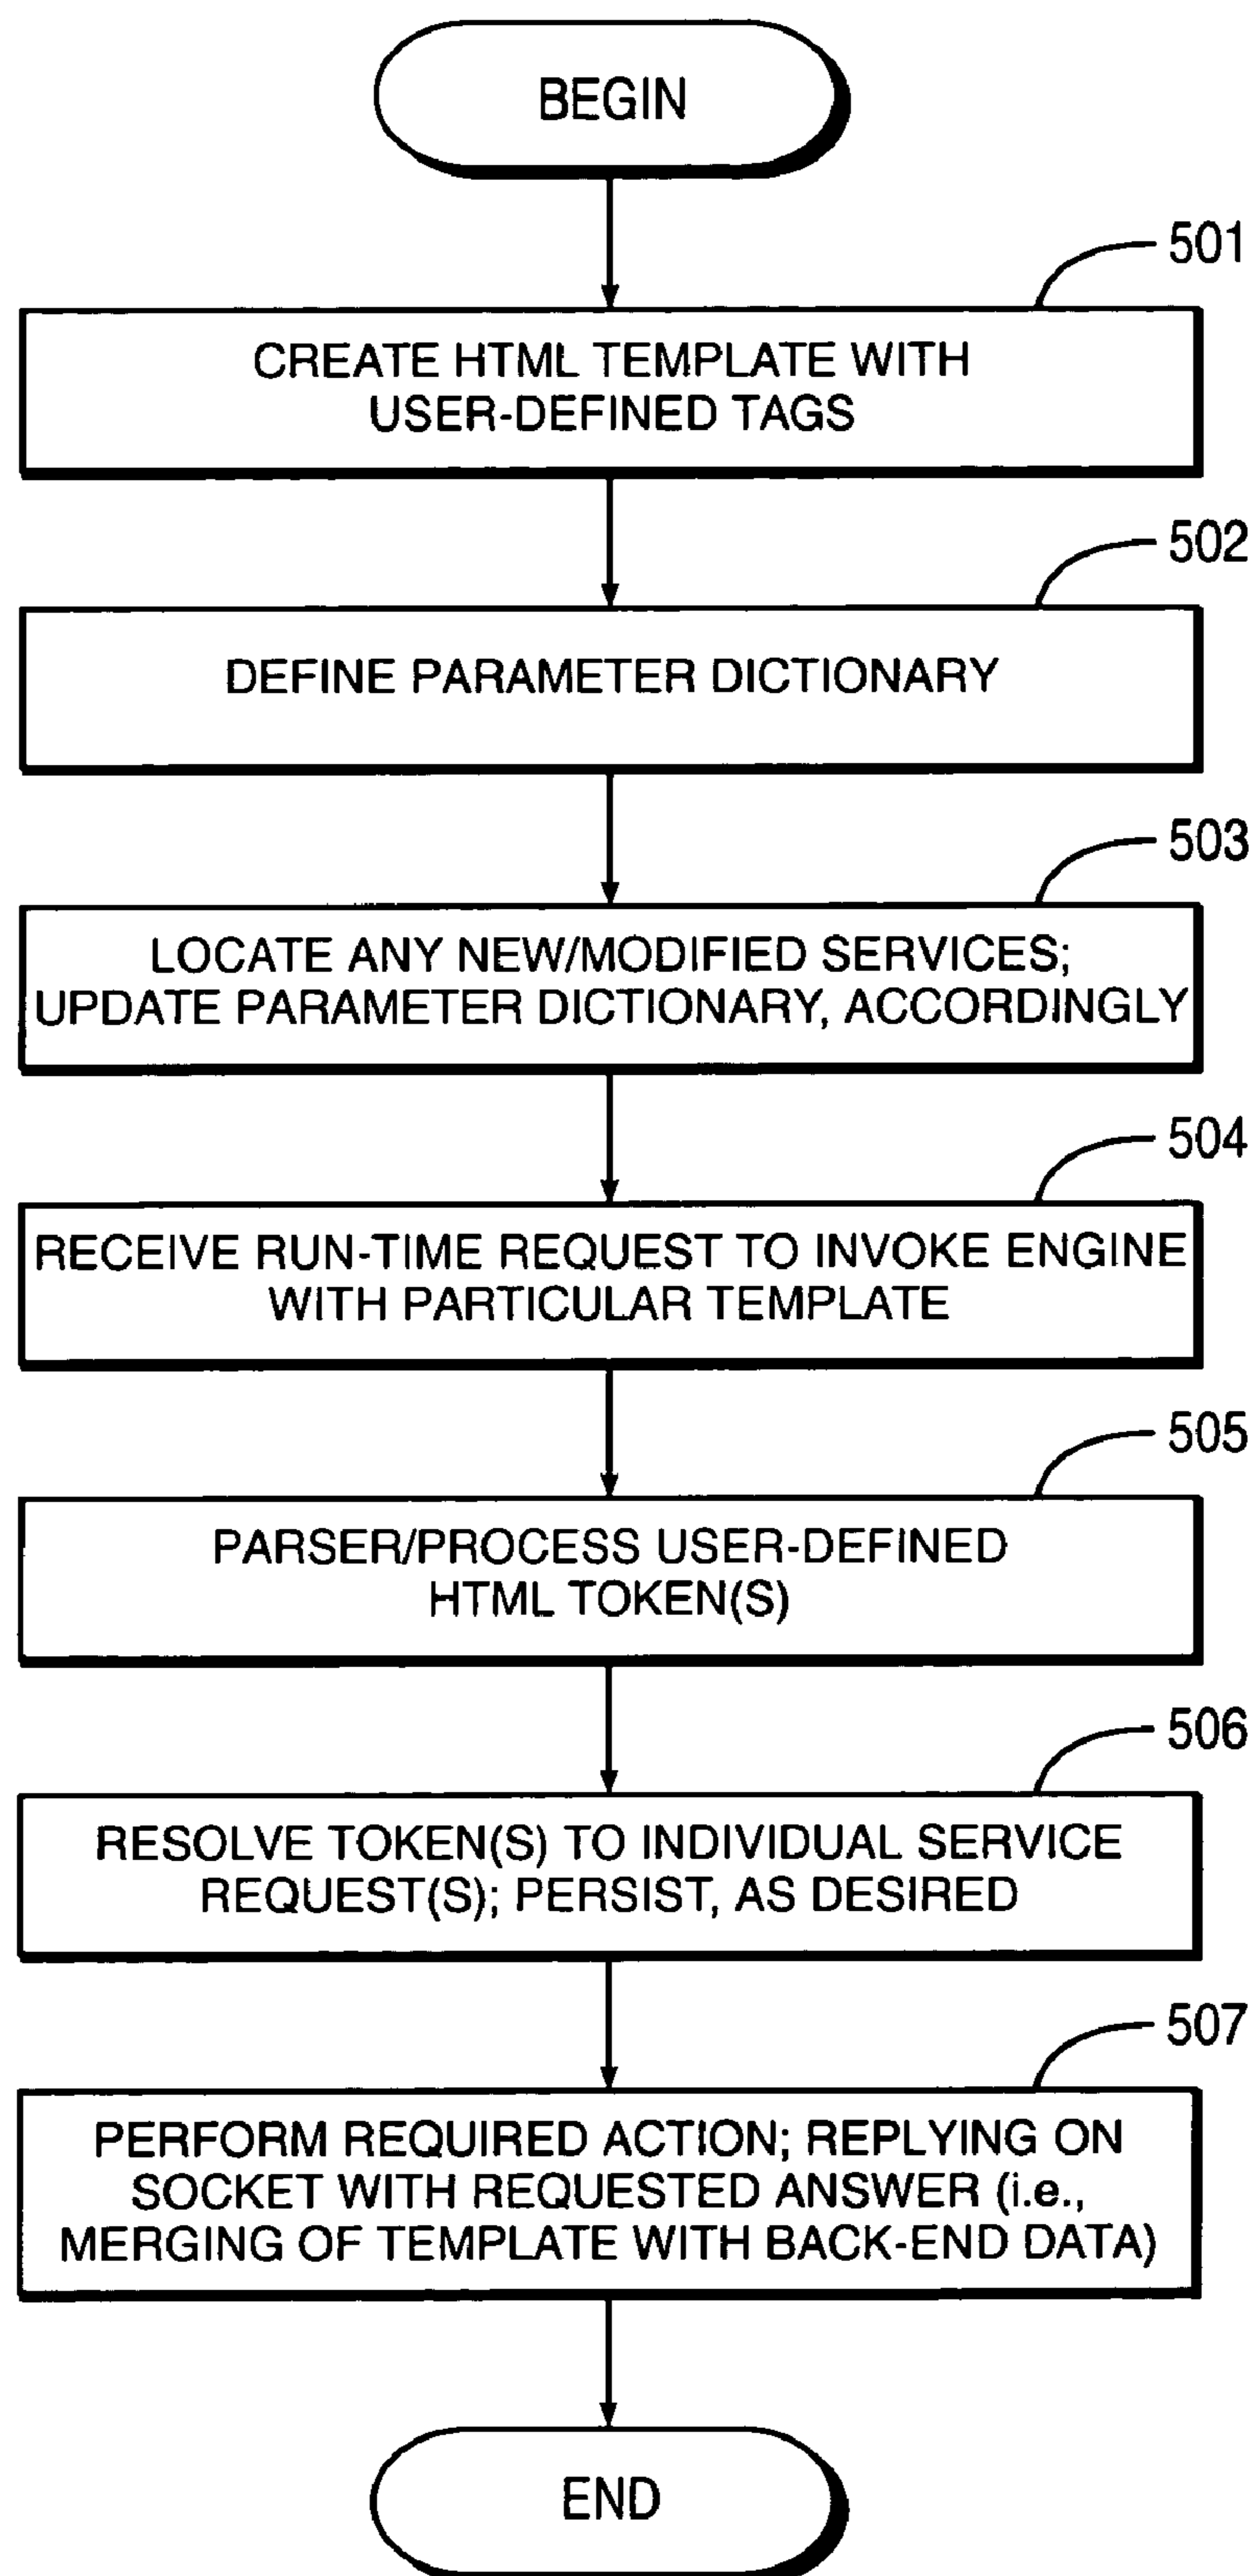 BEGIN
501
CREATE HTML TEMPLATE WITH
USER-DEFINED TAGS
502
DEFINE PARAMETER DICTIONARY
503
LOCATE ANY NEW/MODIFIED SERVICES;
UPDATE PARAMETER DICTIONARY, ACCORDINGLY
504
RECEIVE RUN-TIME REQUEST TO INVOKE ENGINE
WITH PARTICULAR TEMPLATE
505
PARSER/PROCESS USER-DEFINED
HTML TOKEN(S)
506
RESOLVE TOKEN(S) TO INDIVIDUAL SERVICE
REQUEST(S); PERSIST, AS DESIRED
507
PERFORM REQUIRED ACTION; REPLYING ON
SOCKET WITH REQUESTED ANSWER (i.e.,
MERGING OF TEMPLATE WITH BACK-END DATA)
END